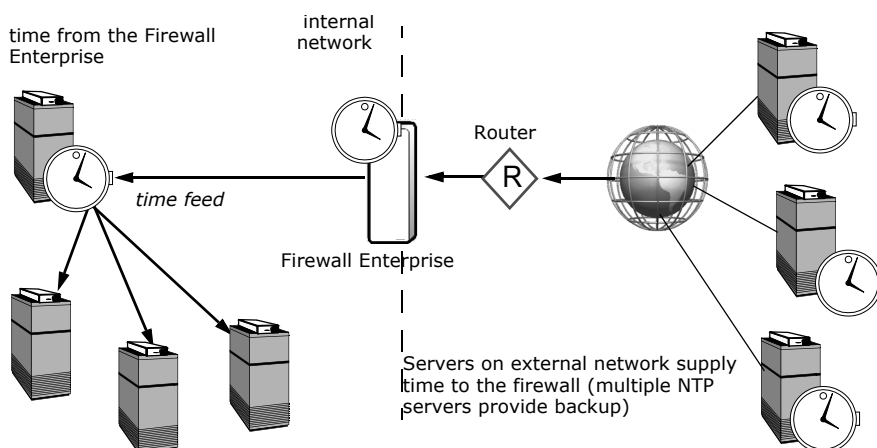 time from the Firewall
Enterprise
internal
network
Router
R
time feed
Firewall Enterprise
Servers on external network supply
time to the firewall (multiple NTP
servers provide backup)